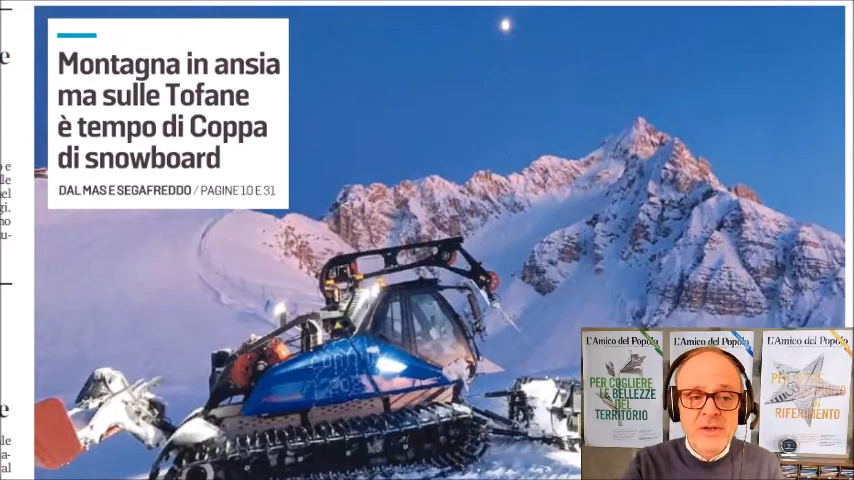 Montagna in ansia
ma sulle Tofane
è tempo di Coppa
di snowboard
DAL MAS E SEGAFREDDO / PAGINE 10 E 31
L'Amico del Popolo
PER COGLIERE
LE BELLEZZE
DEL
TERRITORIO
L'Amico del Popolo
L'Amico del Popolo
RIFERIMENTO